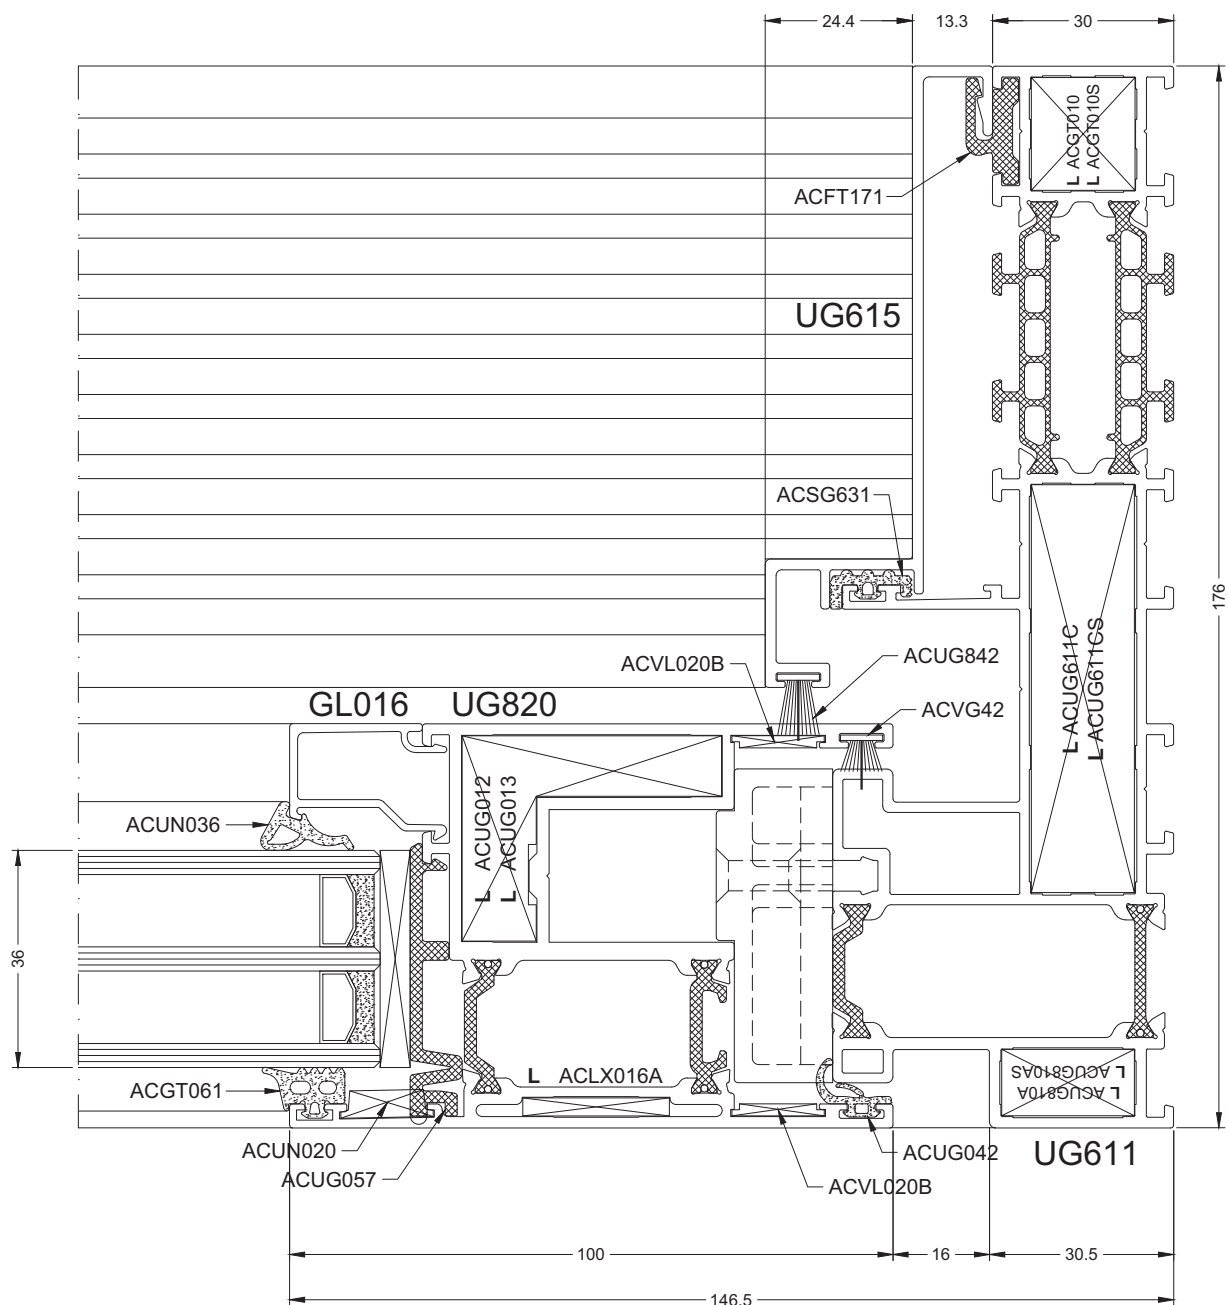 24.4
13.3
30
L ACGT010
L ACGT010S
ACFT171
UG615
176
ACSG631
L ACUG611C
L ACUG611CS
ACVL020B
ACUG842
GL016
UG820
ACVG42
L ACUG012
L ACUG013
ACUN036
36
ACGT061
L ACLX016A
L ACUG810AS
L ACUG810A
ACUN020
ACUG042
UG611
ACUG057
ACVL020B
100
16
30.5
146.5